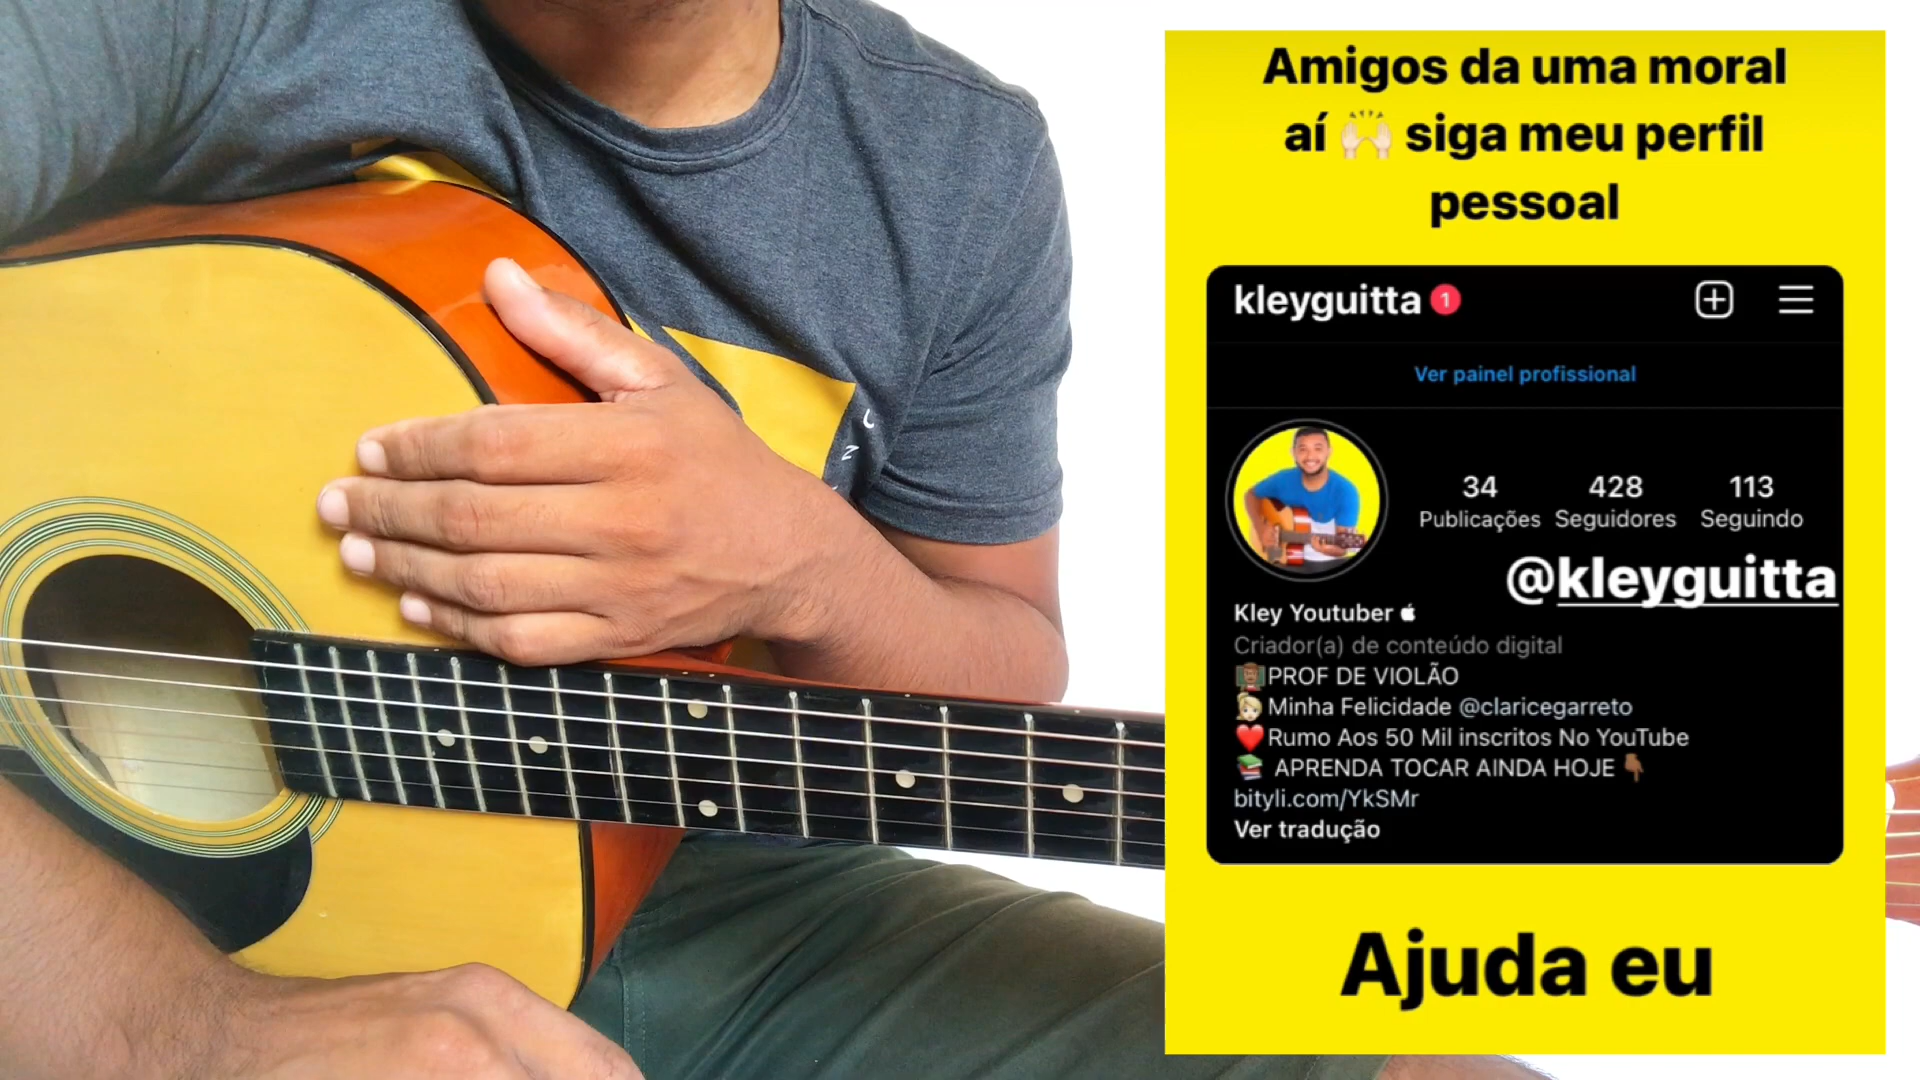 Amigos da uma moral
aí 🙌🏻 siga meu perfil
pessoal
kleyguitta 1
Ver painel profissional
34 428 113
Publicações Seguidores Seguindo
@kleyguitta
Kley Youtuber
Criador(a) de conteúdo digital
PROF DE VIOLÃO
Minha Felicidade @claricegarreto
❤️Rumo Aos 50 Mil inscritos No YouTube
📚 APRENDA TOCAR AINDA HOJE 👇🏾
bityli.com/YkSMr
Ver tradução
Ajuda eu